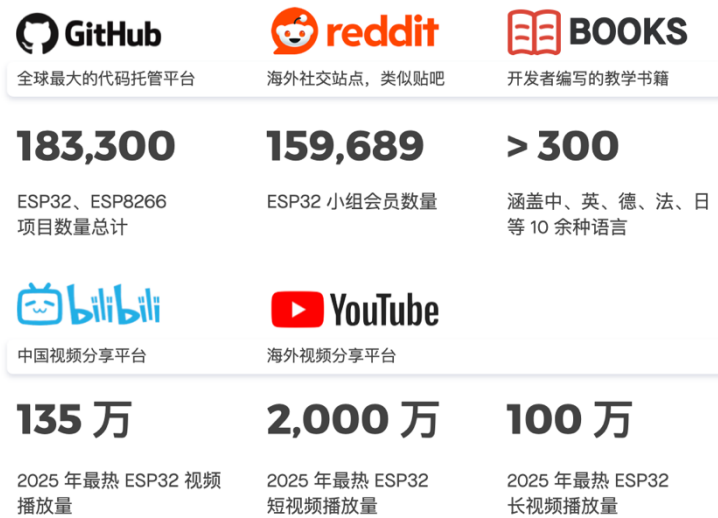 GitHub
全球最大的代码托管平台
183,300
ESP32、ESP8266
项目数量总计
reddit
海外社交站点，类似贴吧
159,689
ESP32 小组会员数量
BOOKS
开发者编写的教学书籍
> 300
涵盖中、英、德、法、日
等 10 余种语言
bilibili
中国视频分享平台
135 万
2025 年最热 ESP32 视频
播放量
YouTube
海外视频分享平台
2,000 万
2025 年最热 ESP32
短视频播放量
100 万
2025 年最热 ESP32
长视频播放量